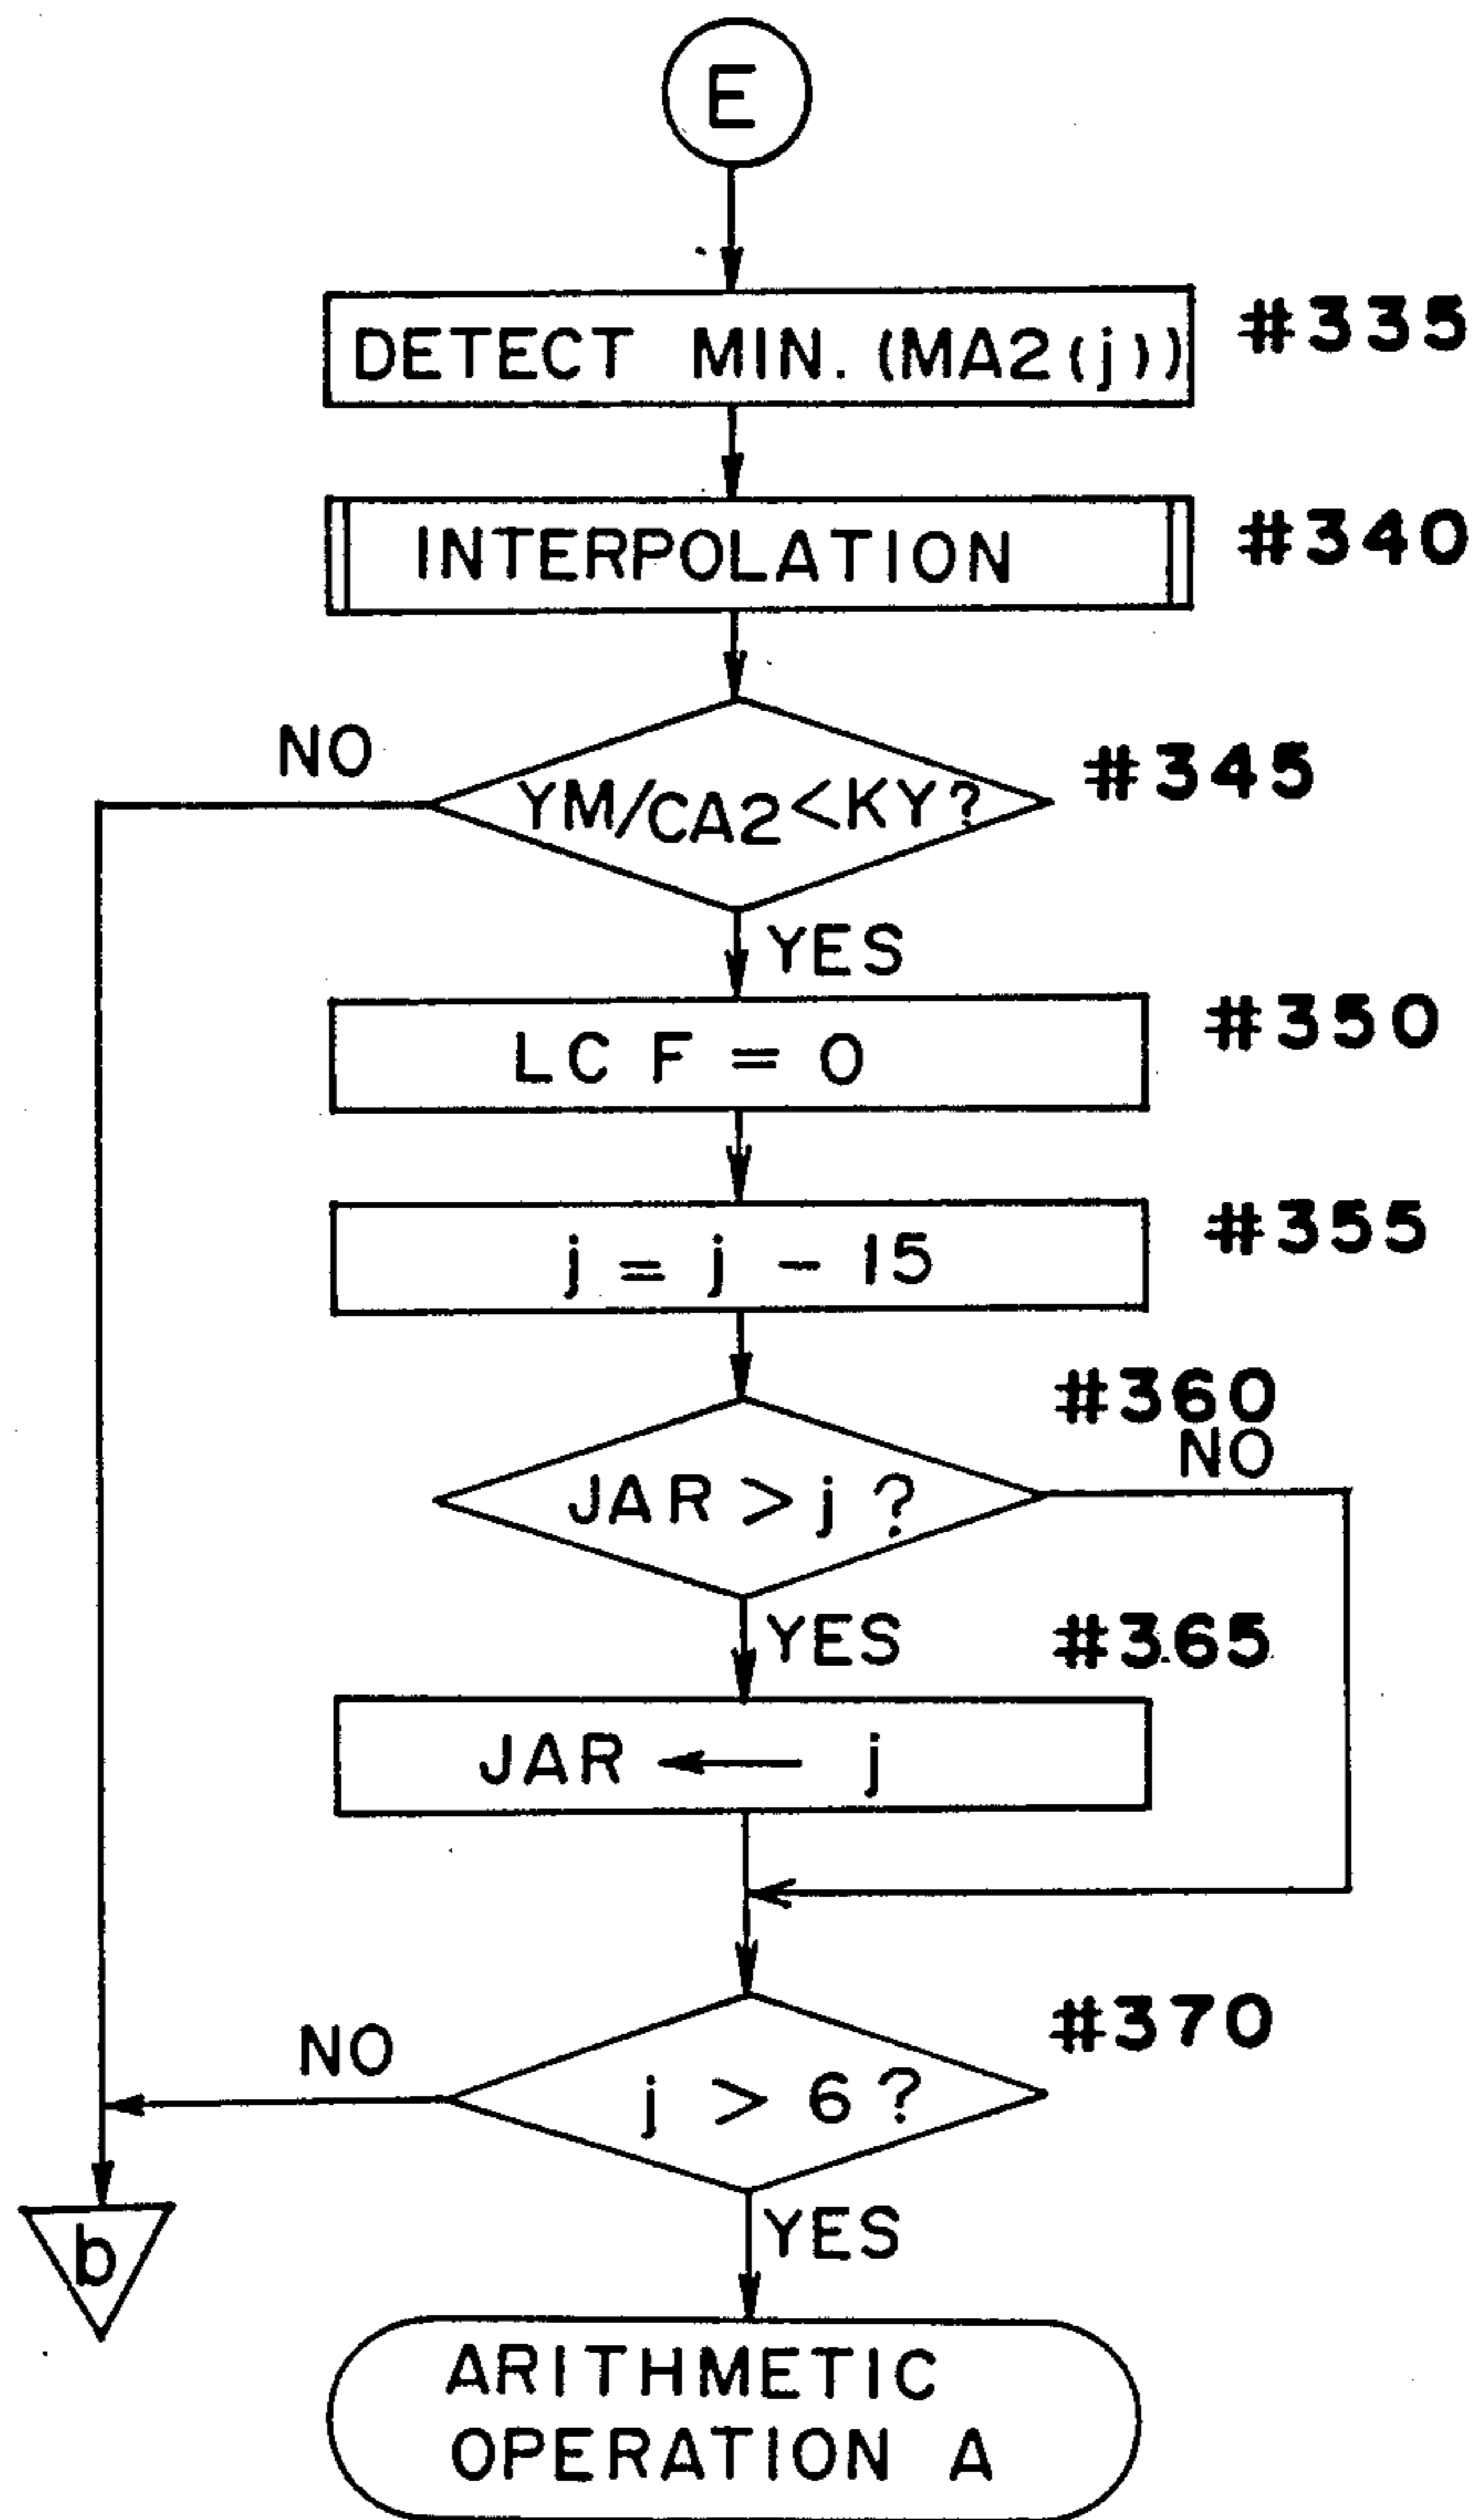 E
DETECT MIN. (MA2(j))
#335
INTERPOLATION
#340
NO
YM/CA2<KY?
#345
YES
LCF = 0
#350
j = j - 15
#355
#360
NO
JAR > j ?
YES
#365
JAR ← j
#370
NO
j > 6 ?
YES
b
ARITHMETIC
OPERATION A